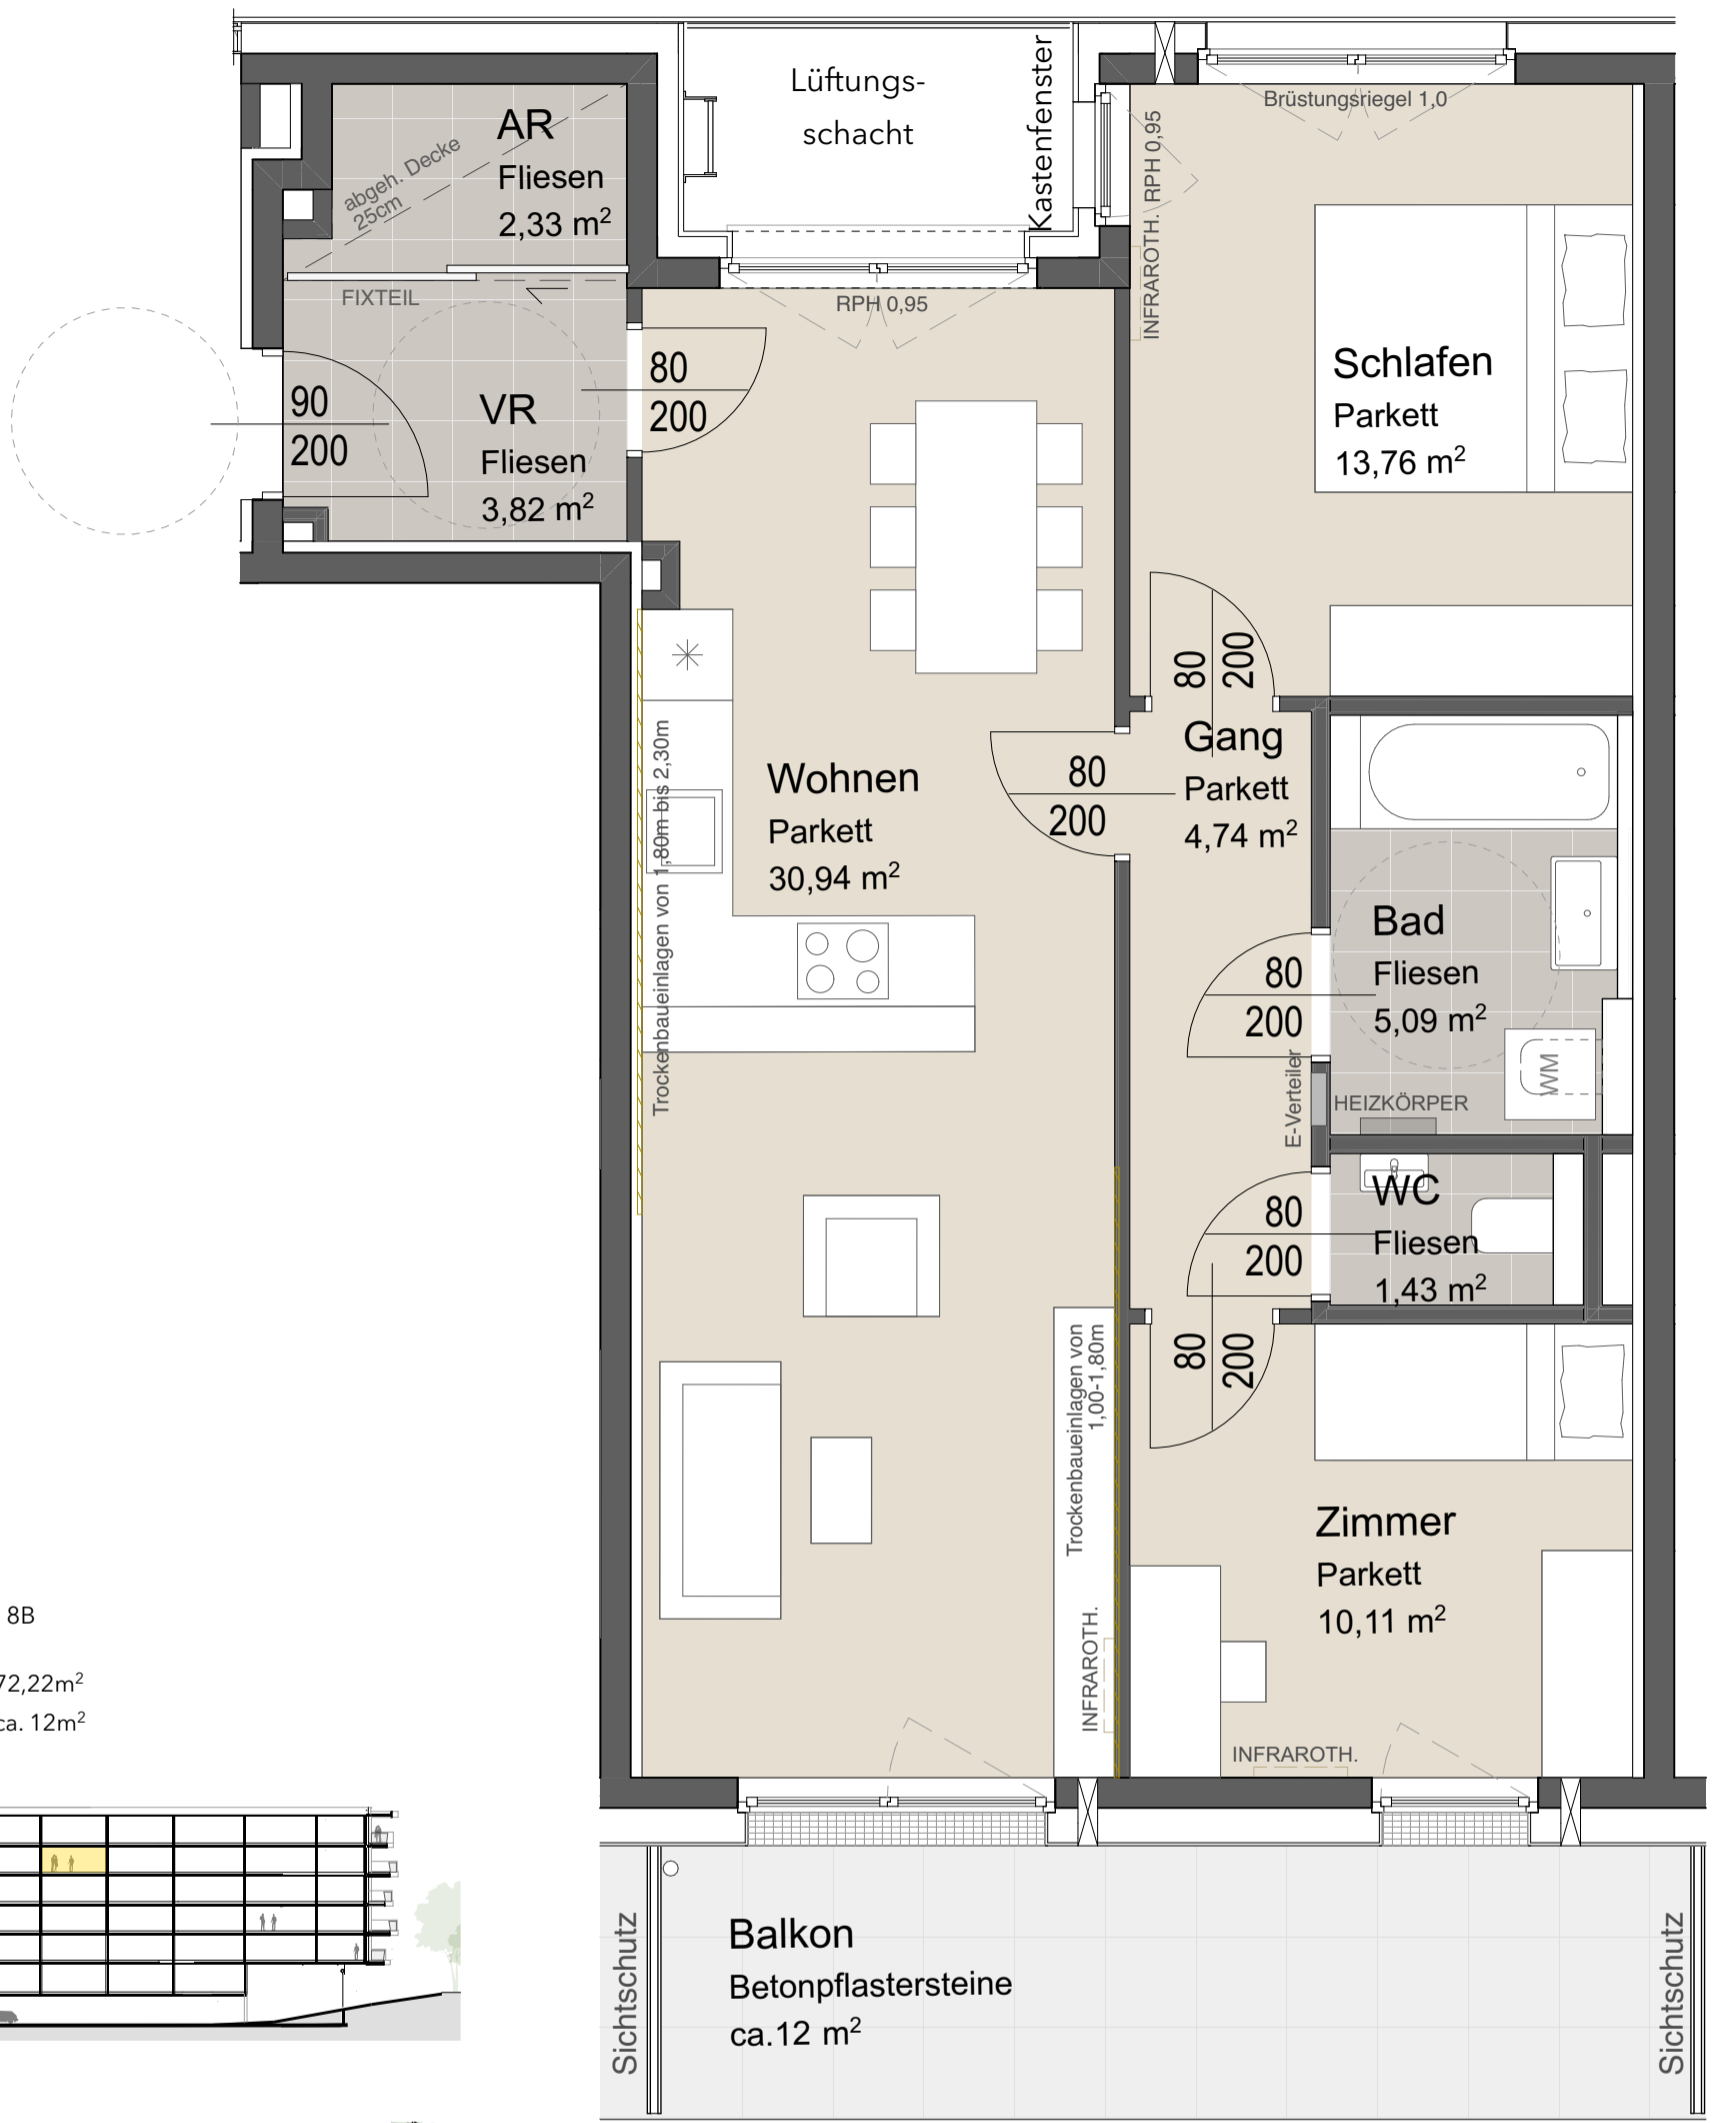 Lüftungs-
schacht
Kastenfenster
Brüstungsriegel 1,0
INFRAROTH. RPH 0,95
AR
Fliesen
2,33 m²
abgeh. Decke
25cm
FIXTEIL
RPH 0,95
90
200
VR
Fliesen
3,82 m²
80
200
Schlafen
Parkett
13,76 m²
80
200
Gang
Parkett
4,74 m²
80
200
Wohnen
Parkett
30,94 m²
Trockenbaueinlagen von 1,80m bis 2,30m
Bad
Fliesen
5,09 m²
80
200
WM
HEIZKÖRPER
E-Verteiler
WC
Fliesen
1,43 m²
80
200
80
200
Trockenbaueinlagen von
1,00-1,80m
INFRAROTH.
Zimmer
Parkett
10,11 m²
INFRAROTH.
8B
72,22m²
ca. 12m²
Sichtschutz
Balkon
Betonpflastersteine
ca.12 m²
Sichtschutz